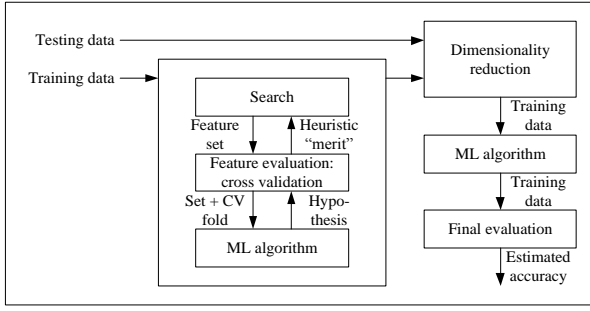 Testing data
Training data
Search
Feature
set
Heuristic
“merit”
Feature evaluation:
cross validation
Set + CV
fold
Hypo-
thesis
ML algorithm
Dimensionality
reduction
Training
data
ML algorithm
Training
data
Final evaluation
Estimated
accuracy